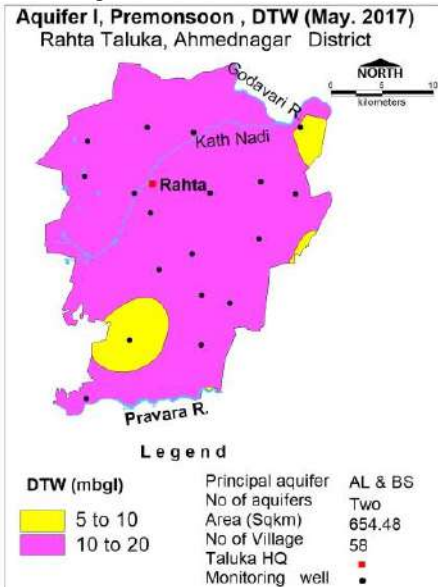 Aquifer I, Premonsoon , DTW (May. 2017)
Rahta Taluka, Ahmednagar District
Godavari R.
NORTH
5 0 10
kilometers
Kath Nadi
Rahta
Pravara R.
Legend
DTW (mbgl)
5 to 10
10 to 20
Principal aquifer AL & BS
No of aquifers Two
Area (Sqkm) 654.48
No of Village 58
Taluka HQ
Monitoring well